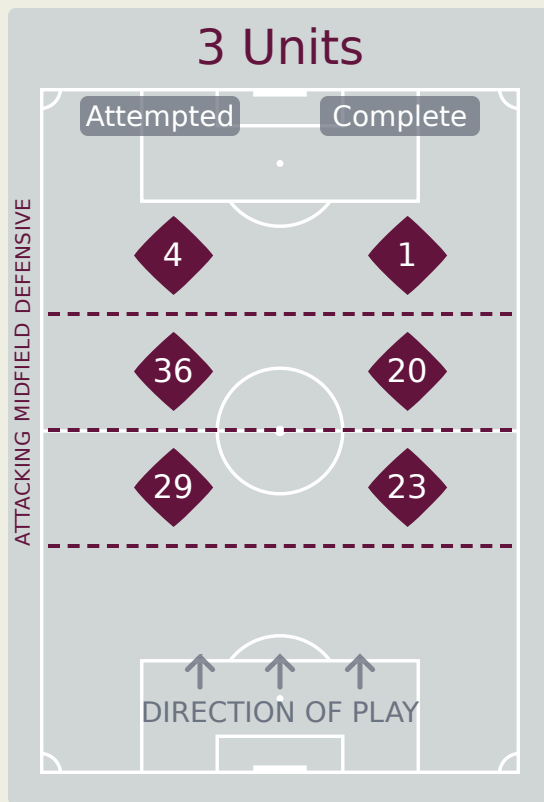 3 Units
Attempted Complete
4 1
36 20
29 23
ATTACKING MIDFIELD DEFENSIVE
DIRECTION OF PLAY